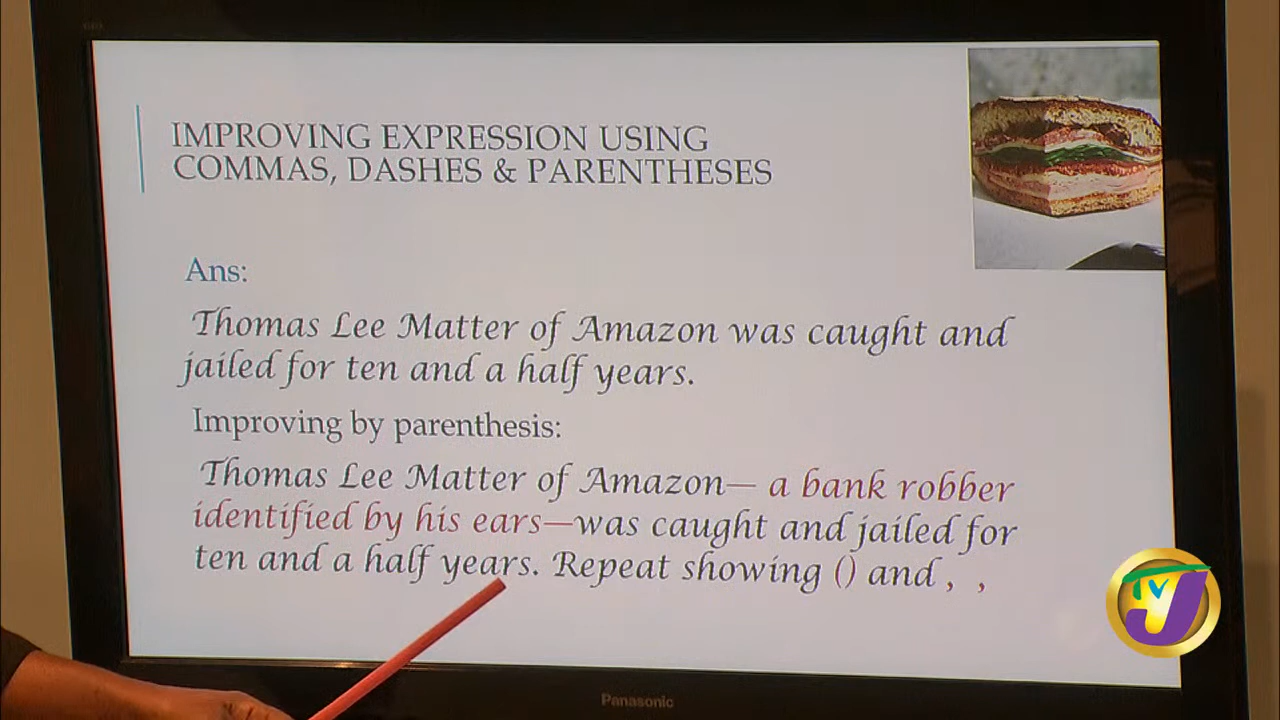 IMPROVING EXPRESSION USING
COMMAS, DASHES & PARENTHESES
Ans:
Thomas Lee Matter of Amazon was caught and
jailed for ten and a half years.
Improving by parenthesis:
Thomas Lee Matter of Amazon— a bank robber
identified by his ears—was caught and jailed for
ten and a half years. Repeat showing () and , ,
TVJ
Panasonic